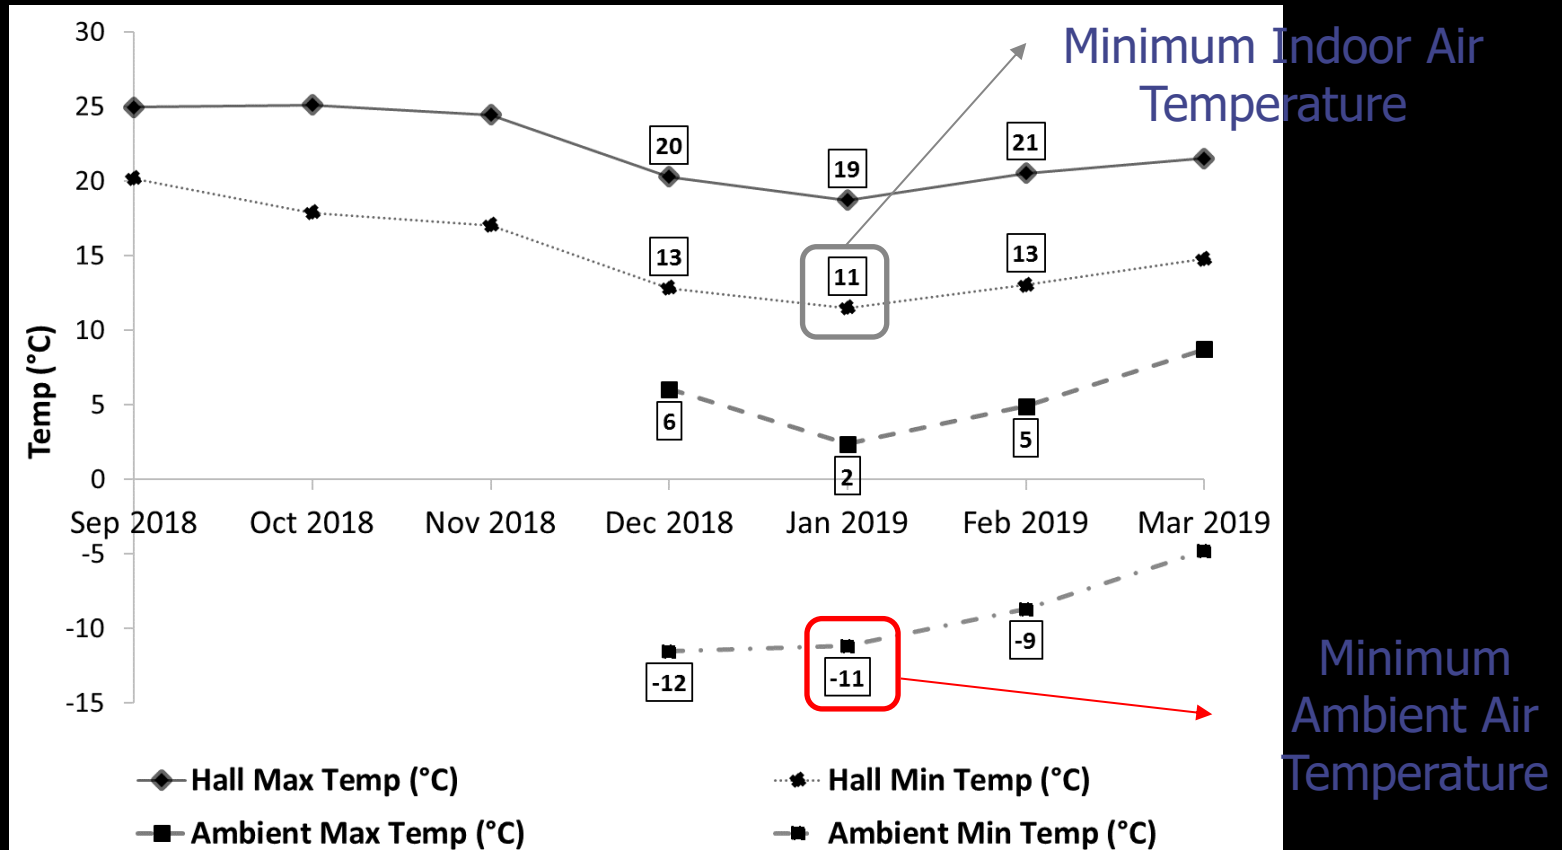 Minimum Indoor Air
Temperature
30
25
20
15
10
5
0
-5
-10
-15
Temp (°C)
20
19
21
13
11
13
6
2
5
Sep 2018 Oct 2018 Nov 2018 Dec 2018 Jan 2019 Feb 2019 Mar 2019
-12
-11
-9
Minimum
Ambient Air
Temperature
Hall Max Temp (°C) Hall Min Temp (°C)
Ambient Max Temp (°C) Ambient Min Temp (°C)